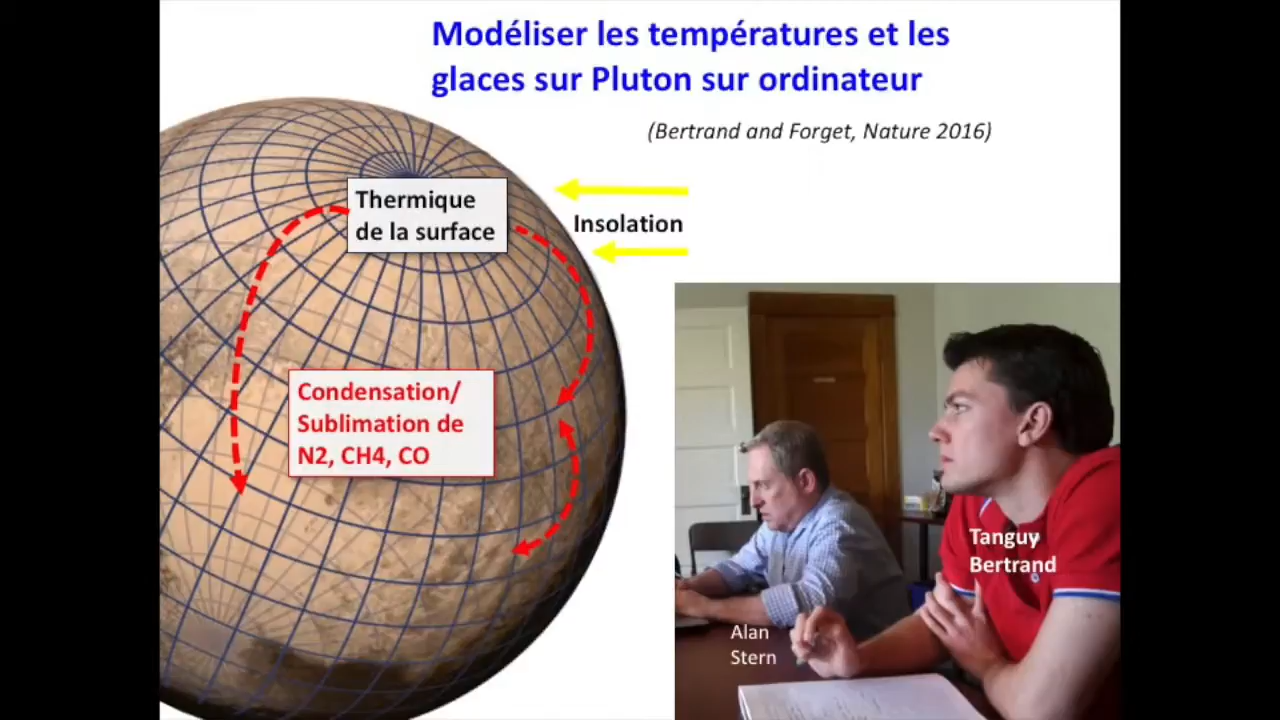 Modéliser les températures et les
glaces sur Pluton sur ordinateur
(Bertrand and Forget, Nature 2016)
Thermique
de la surface
Insolation
Condensation/
Sublimation de
N2, CH4, CO
Tanguy
Bertrand
Alan
Stern